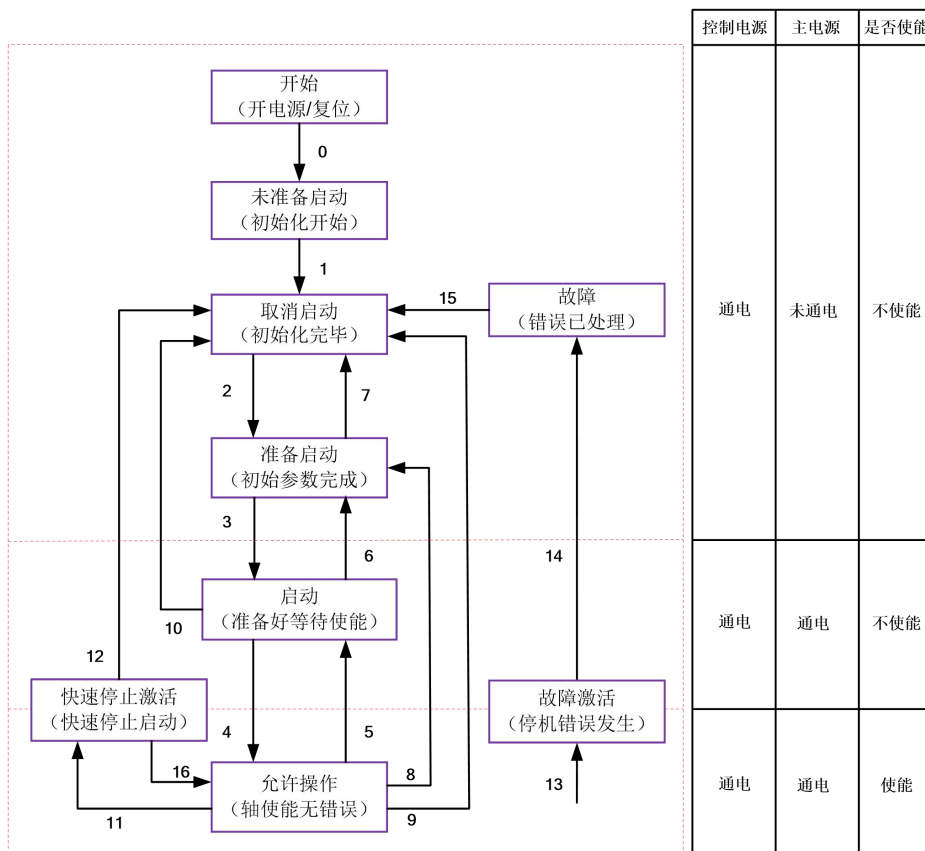 控制电源 主电源 是否使能
开始
（开电源/复位）
0
未准备启动
（初始化开始）
1
15
取消启动
（初始化完毕）
故障
（错误已处理）
通电 未通电 不使能
2
7
准备启动
（初始参数完成）
3
6
14
启动
（准备好等待使能）
10
通电 通电 不使能
12
快速停止激活
（快速停止启动）
故障激活
（停机错误发生）
4
5
16
8
13
允许操作
（轴使能无错误）
11
9
通电 通电 使能